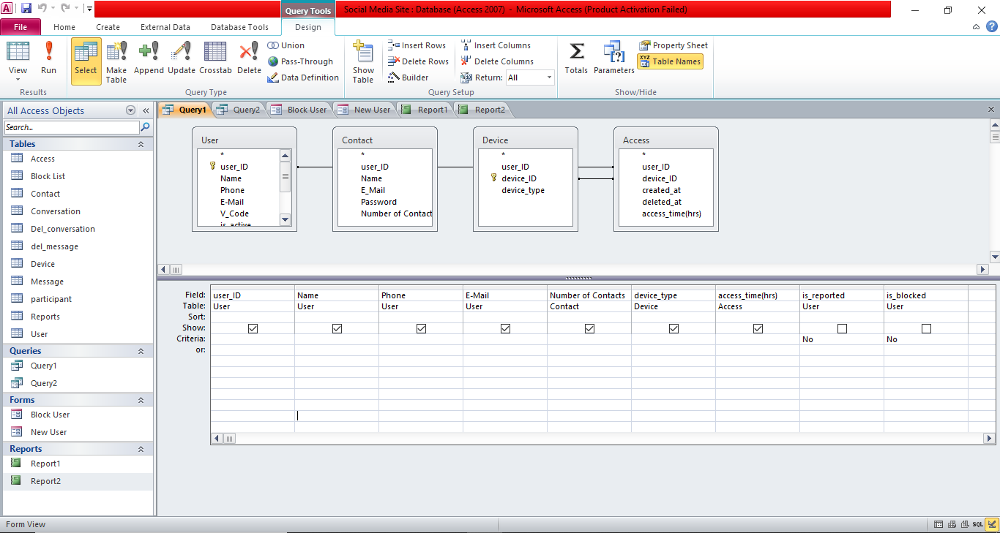 Query Tools
Social Media Site : Database (Access 2007)  -  Microsoft Access (Product Activation Failed)
File Home Create External Data Database Tools Design
View
Run
Results
Select
Make Table
Append
Update
Crosstab
Delete
Union
Pass-Through
Data Definition
Query Type
Show Table
Insert Rows
Delete Rows
Builder
Insert Columns
Delete Columns
Return: All
Query Setup
Totals
Parameters
Property Sheet
Table Names
Show/Hide
All Access Objects
Search...
Tables
Access
Block List
Contact
Conversation
Del_conversation
del_message
Device
Message
participant
Reports
User
Queries
Query1
Query2
Forms
Block User
New User
Reports
Report1
Report2
Query1 Query2 Block User New User Report1 Report2
User
*
user_ID
Name
Phone
E-Mail
V_Code
is_active
Contact
*
user_ID
Name
E_Mail
Password
Number of Contact
Device
*
user_ID
device_ID
device_type
Access
*
user_ID
device_ID
created_at
deleted_at
access_time(hrs)
Field: user_ID Name Phone E-Mail Number of Contacts device_type access_time(hrs) is_reported is_blocked
Table: User User User User Contact Device Access User User
Sort:
Show:
Criteria: No No
or:
Form View
SQL